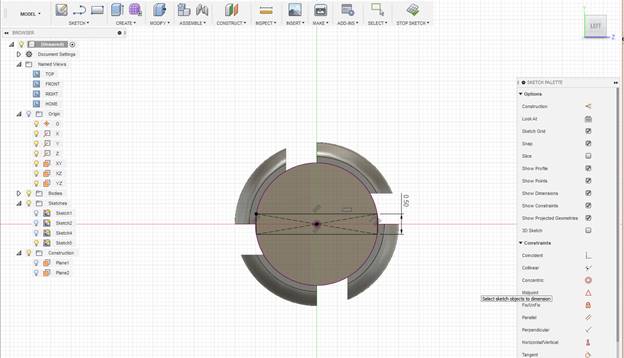 MODEL
SKETCH
CREATE
MODIFY
ASSEMBLE
CONSTRUCT
INSPECT
INSERT
MAKE
ADD-INS
SELECT
STOP SKETCH
LEFT
Z
BROWSER
(Unsaved)
Document Settings
Named Views
TOP
FRONT
RIGHT
HOME
Origin
O
X
Y
Z
XY
XZ
YZ
Bodies
Sketches
Sketch1
Sketch2
Sketch4
Sketch5
Construction
Plane1
Plane2
0.50
SKETCH PALETTE
Options
Construction
Look At
Sketch Grid
Snap
Slice
Show Profile
Show Points
Show Dimensions
Show Constraints
Show Projected Geometries
3D Sketch
Constraints
Coincident
Collinear
Concentric
Midpoint
Select sketch objects to dimension
Fix/UnFix
Parallel
Perpendicular
Horizontal/Vertical
Tangent